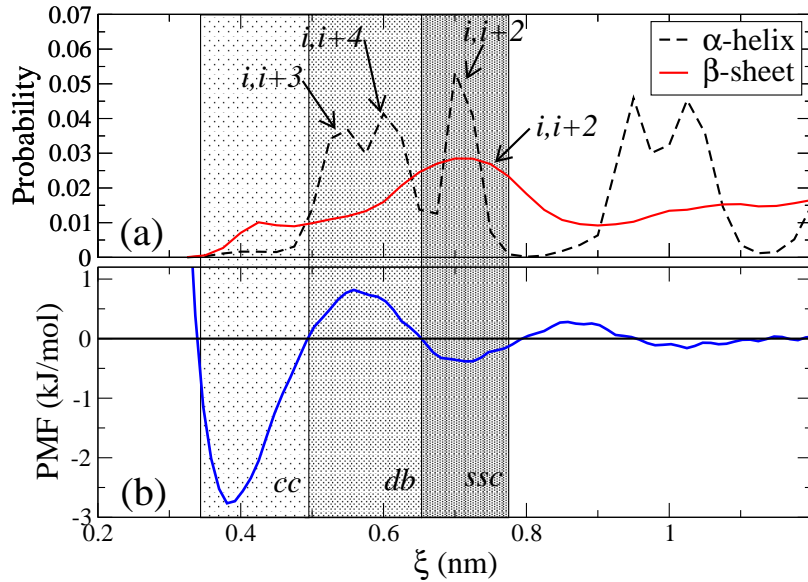 0.07
0.06
0.05
0.04
0.03
0.02
0.01
0
Probability
(a)
i,i+3
i,i+4
i,i+2
i,i+2
α-helix
β-sheet
1
0
-1
-2
-3
PMF (kJ/mol)
(b)
cc
db
ssc
0.2
0.4
0.6
0.8
1
ξ (nm)